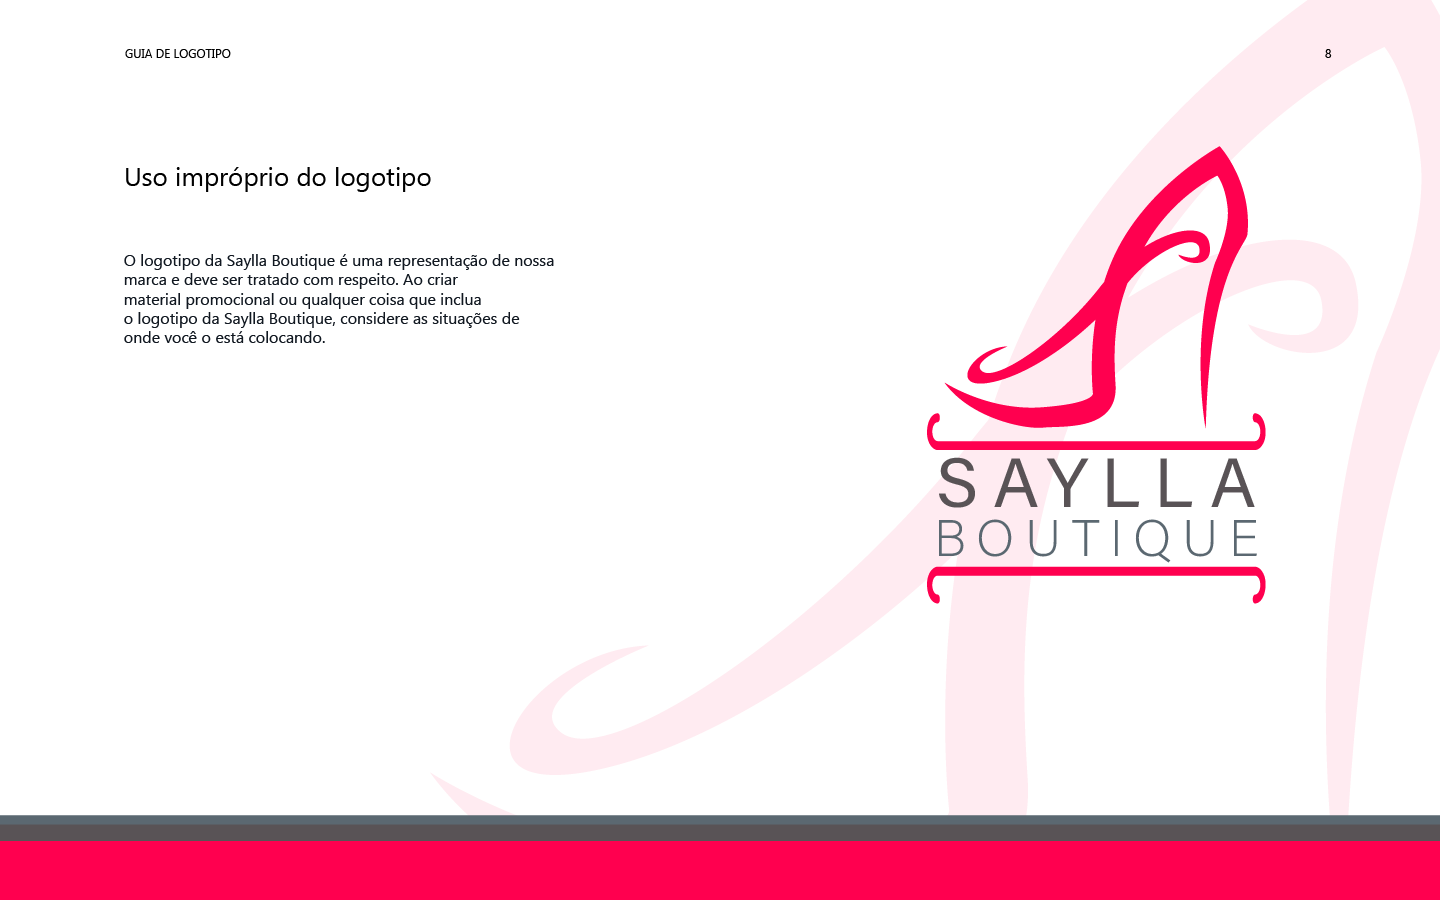 GUIA DE LOGOTIPO
8
Uso impróprio do logotipo
O logotipo da Saylla Boutique é uma representação de nossa
marca e deve ser tratado com respeito. Ao criar
material promocional ou qualquer coisa que inclua
o logotipo da Saylla Boutique, considere as situações de
onde você o está colocando.
SAYLLA
BOUTIQUE